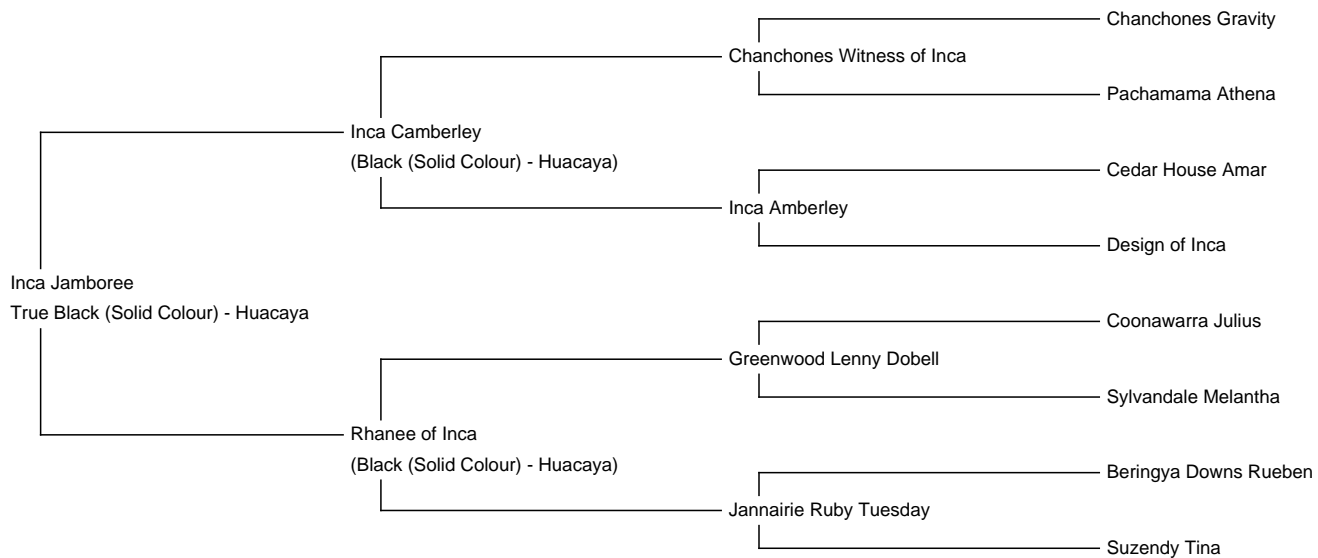 Chanchones Gravity
Chanchones Witness of Inca
Pachamama Athena
Inca Camberley
(Black (Solid Colour) - Huacaya)
Cedar House Amar
Inca Amberley
Design of Inca
Inca Jamboree
True Black (Solid Colour) - Huacaya
Coonawarra Julius
Greenwood Lenny Dobell
Sylvandale Melantha
Rhanee of Inca
(Black (Solid Colour) - Huacaya)
Beringya Downs Rueben
Jannairie Ruby Tuesday
Suzendy Tina